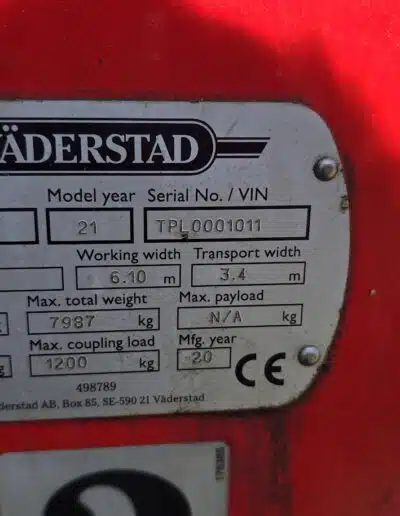 VÄDERSTAD
Model year Serial No. / VIN
21 TPL0001011
Working width Transport width
6.10 m 3.4 m
Max. total weight Max. payload
7987 kg N/A kg
Max. coupling load Mfg. year
1200 kg 20 CE
498789
derstad AB, Box 85, SE-590 21 Väderstad